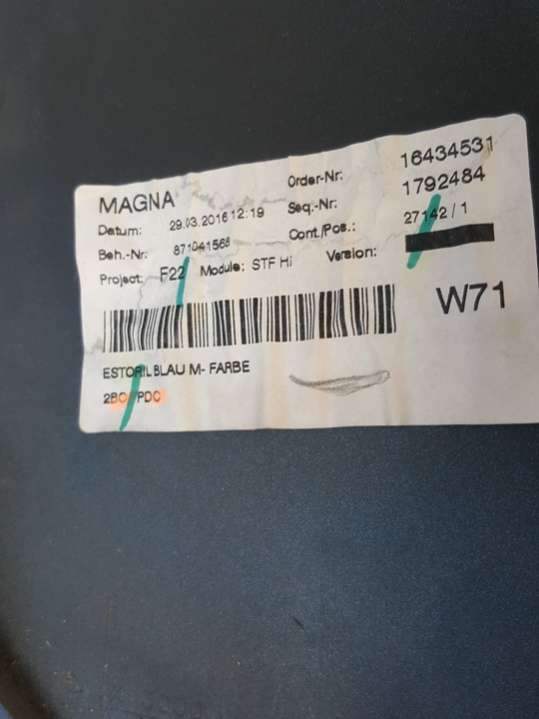 MAGNA
Order-Nr: 16434531
Datum: 29.03.2016 12:19 Seq.-Nr: 1792484
Beh.-Nr: 871041568 Cont./Pos.: 27142 / 1
Project: F22 Module: STF Hi Version:
W71
ESTORIL BLAU M- FARBE
2BO PDC